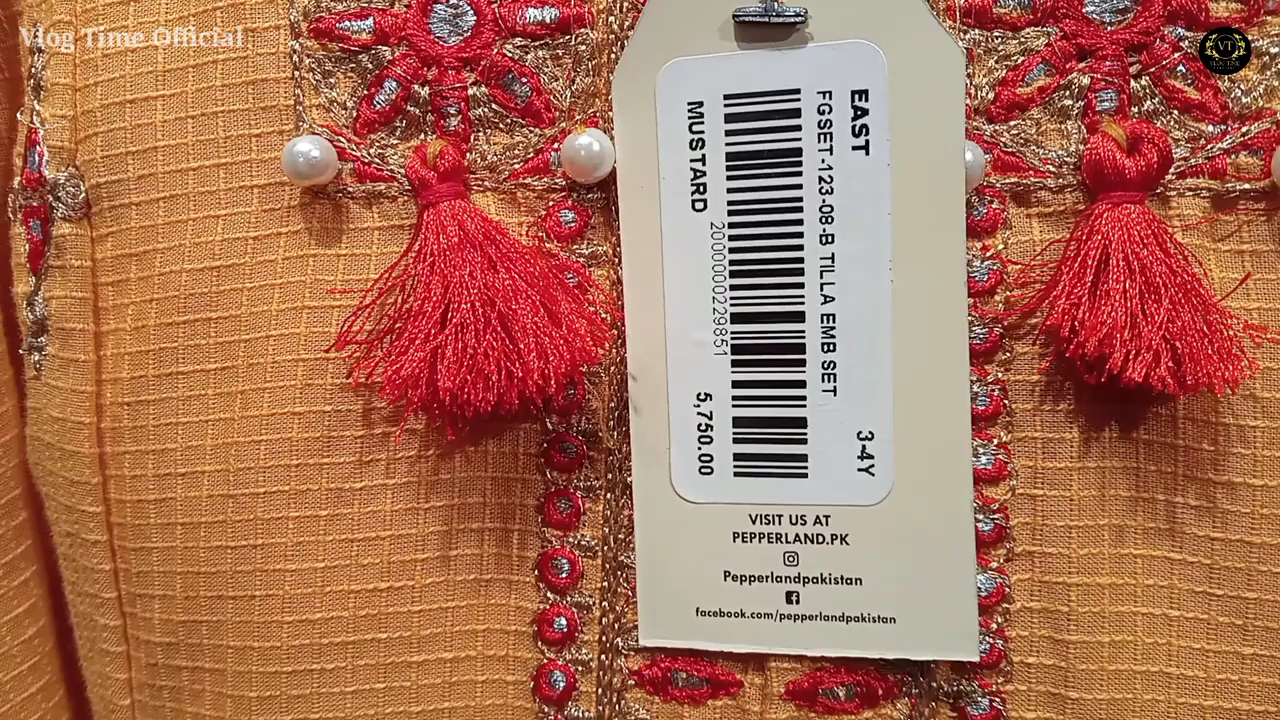 Vlog Time Official
VT
EAST
FGSET-123-08-B TILLA EMB SET
3-4Y
2000000229851
MUSTARD
5,750.00
VISIT US AT
PEPPERLAND.PK
Pepperlandpakistan
facebook.com/pepperlandpakistan